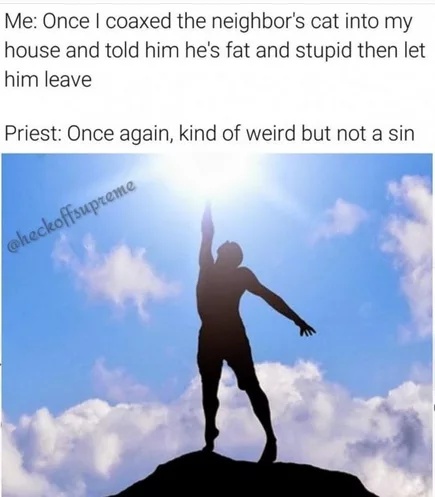 Me: Once I coaxed the neighbor's cat into my
house and told him he's fat and stupid then let
him leave
Priest: Once again, kind of weird but not a sin
@heckoffsupreme